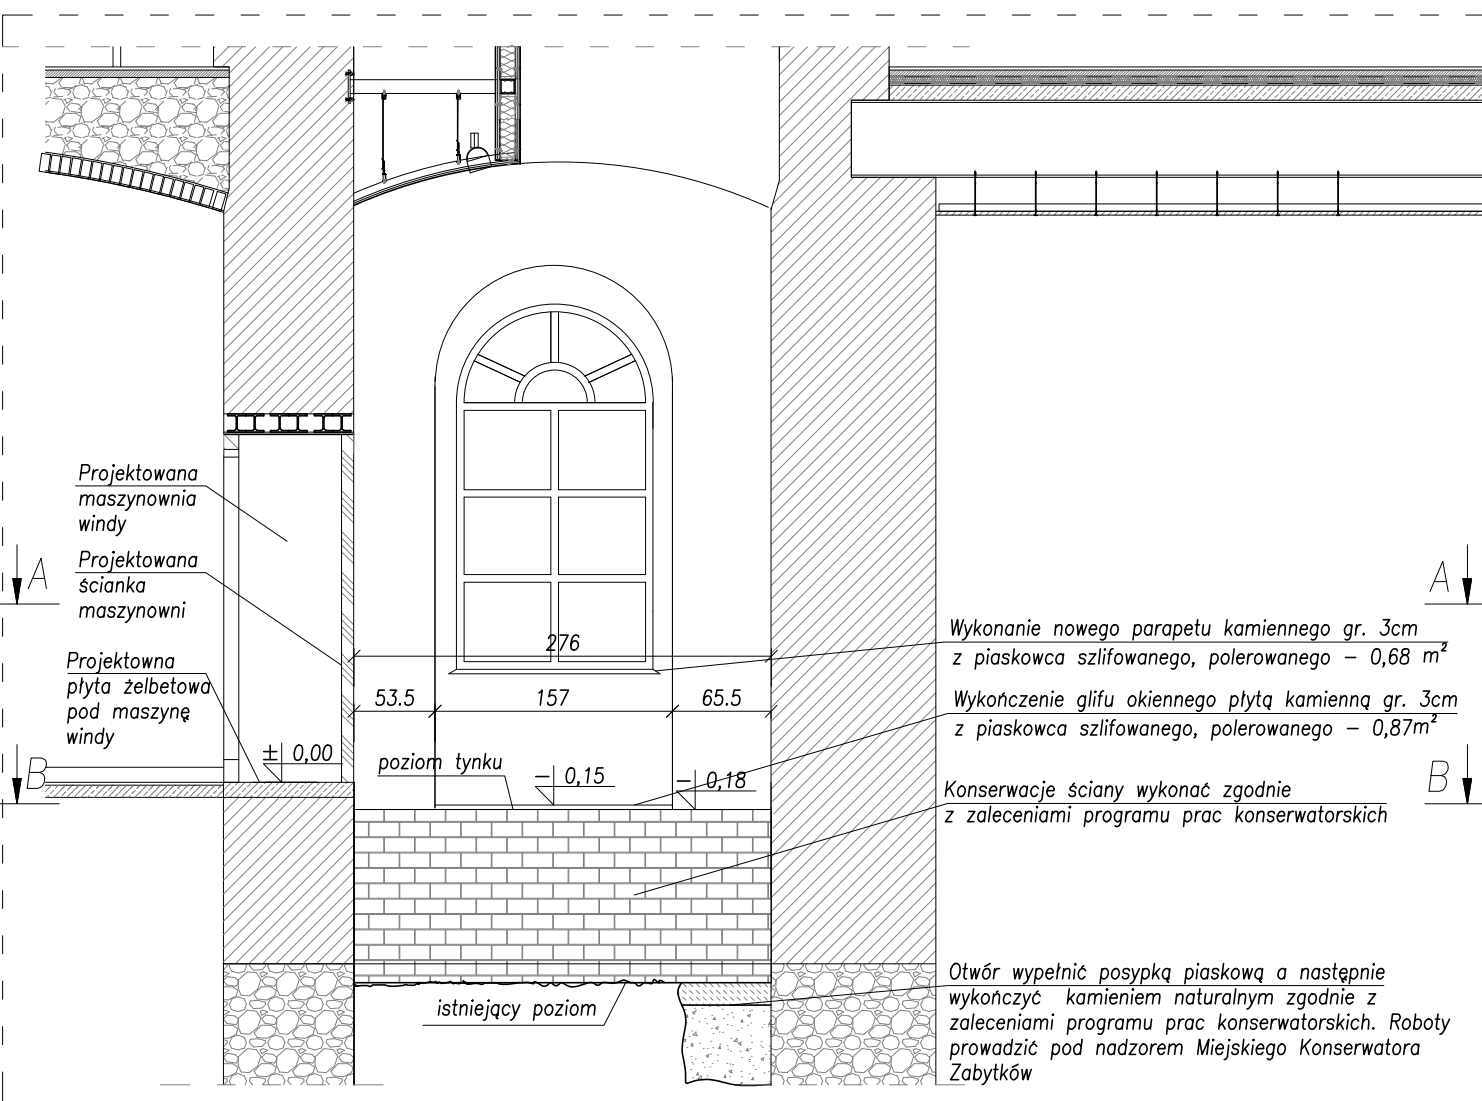 Projektowana
maszynownia
windy
Projektowana
ścianka
maszynowni
A
A
Projektowna
płyta żelbetowa
pod maszynę
windy
276
53.5
157
65.5
Wykonanie nowego parapetu kamiennego gr. 3cm
z piaskowca szlifowanego, polerowanego – 0,68 m²
Wykończenie glifu okiennego płytą kamienną gr. 3cm
z piaskowca szlifowanego, polerowanego – 0,87m²
± 0,00
poziom tynku
– 0,15
– 0,18
B
B
Konserwacje ściany wykonać zgodnie
z zaleceniami programu prac konserwatorskich
istniejący poziom
Otwór wypełnić posypką piaskową a następnie
wykończyć kamieniem naturalnym zgodnie z
zaleceniami programu prac konserwatorskich. Roboty
prowadzić pod nadzorem Miejskiego Konserwatora
Zabytków